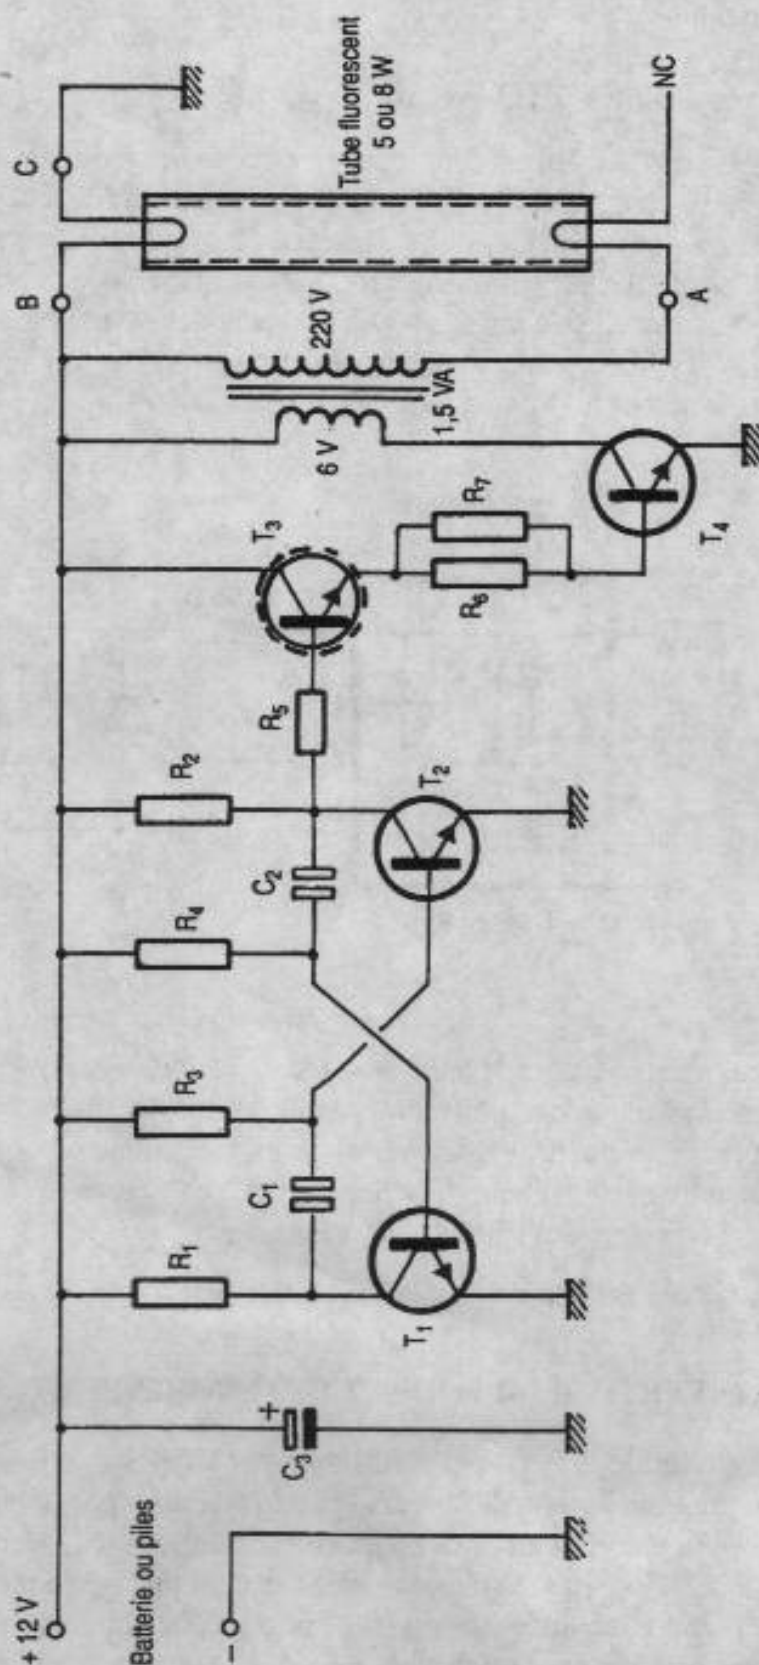 + 12 V
Batterie ou piles
−
C₃
+
R₁
C₁
T₁
R₃
R₄
C₂
R₂
T₂
R₅
T₃
R₆
R₇
T₄
6 V
220 V
1,5 VA
B
C
A
NC
Tube fluorescent
5 ou 8 W